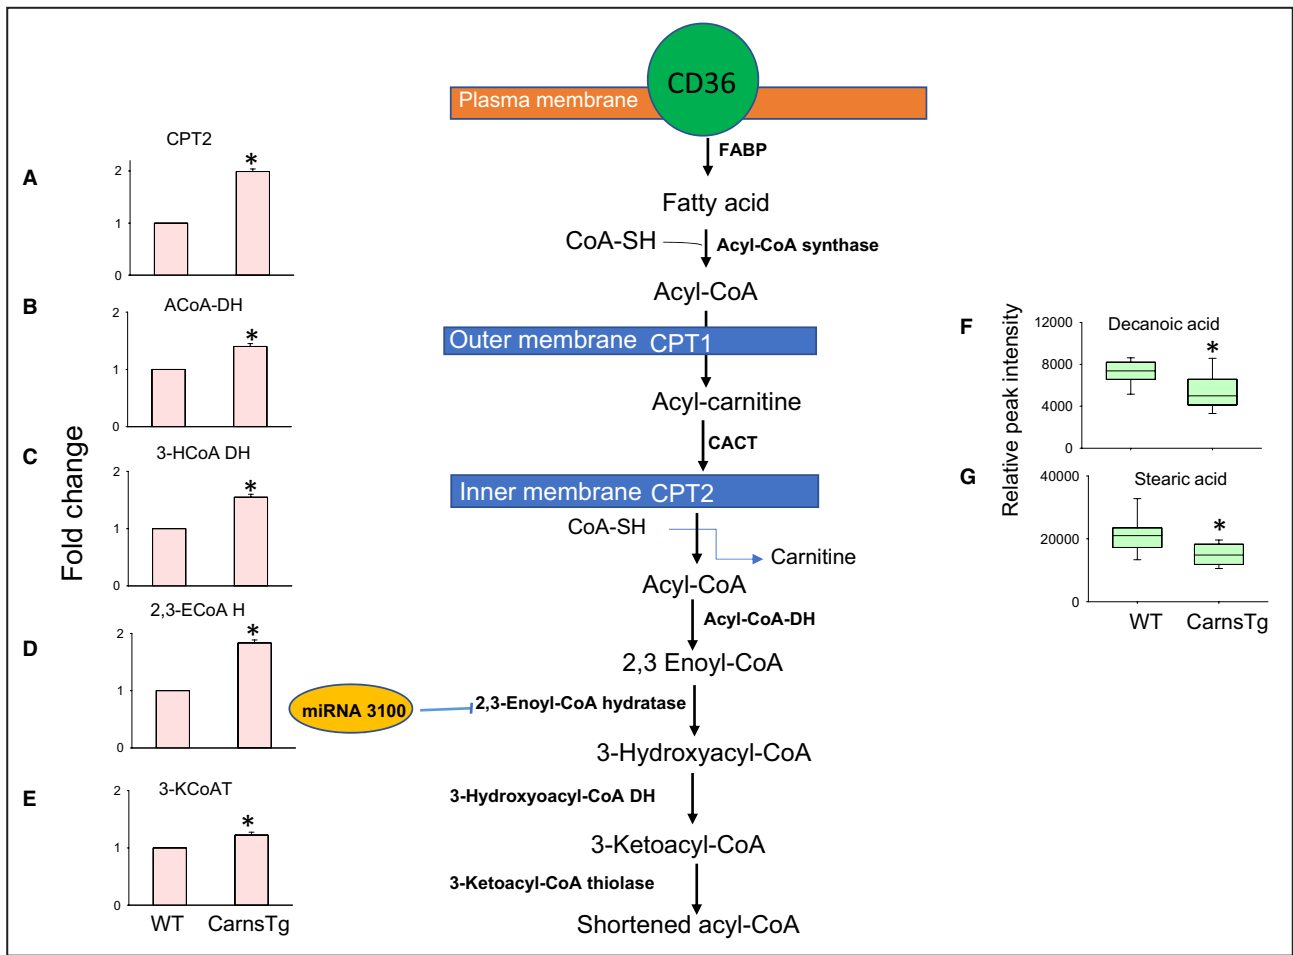 CD36
Plasma membrane
FABP
Fatty acid
CoA-SH
Acyl-CoA synthase
Acyl-CoA
Outer membrane CPT1
Acyl-carnitine
CACT
Inner membrane CPT2
CoA-SH
Carnitine
Acyl-CoA
Acyl-CoA-DH
2,3 Enoyl-CoA
miRNA 3100
2,3-Enoyl-CoA hydratase
3-Hydroxyacyl-CoA
3-Hydroxyoacyl-CoA DH
3-Ketoacyl-CoA
3-Ketoacyl-CoA thiolase
Shortened acyl-CoA
Fold change
A
CPT2
*
2
1
0
B
ACoA-DH
*
2
1
0
C
3-HCoA DH
*
2
1
0
D
2,3-ECoA H
*
2
1
0
E
3-KCoAT
*
2
1
0
WT CarnsTg
Relative peak intensity
F
Decanoic acid
*
12000
8000
4000
0
G
Stearic acid
*
40000
20000
0
WT CarnsTg